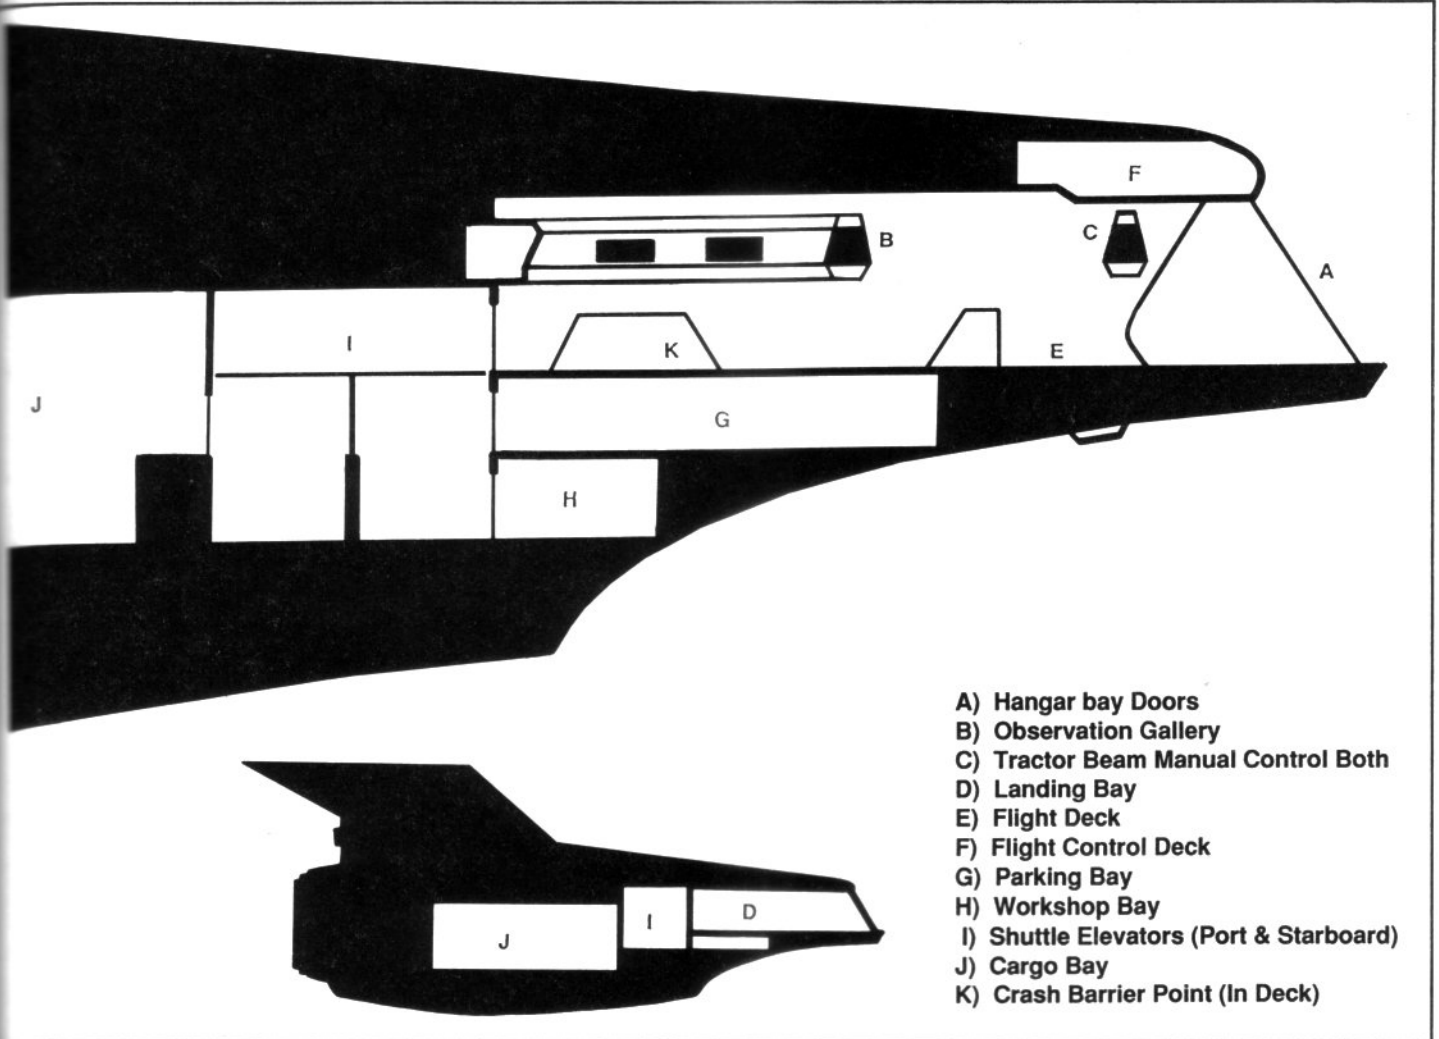 F
B
C
A
I
K
E
J
G
H
A) Hangar bay Doors
B) Observation Gallery
C) Tractor Beam Manual Control Both
D) Landing Bay
E) Flight Deck
F) Flight Control Deck
G) Parking Bay
H) Workshop Bay
I) Shuttle Elevators (Port & Starboard)
J) Cargo Bay
K) Crash Barrier Point (In Deck)
J
I
D